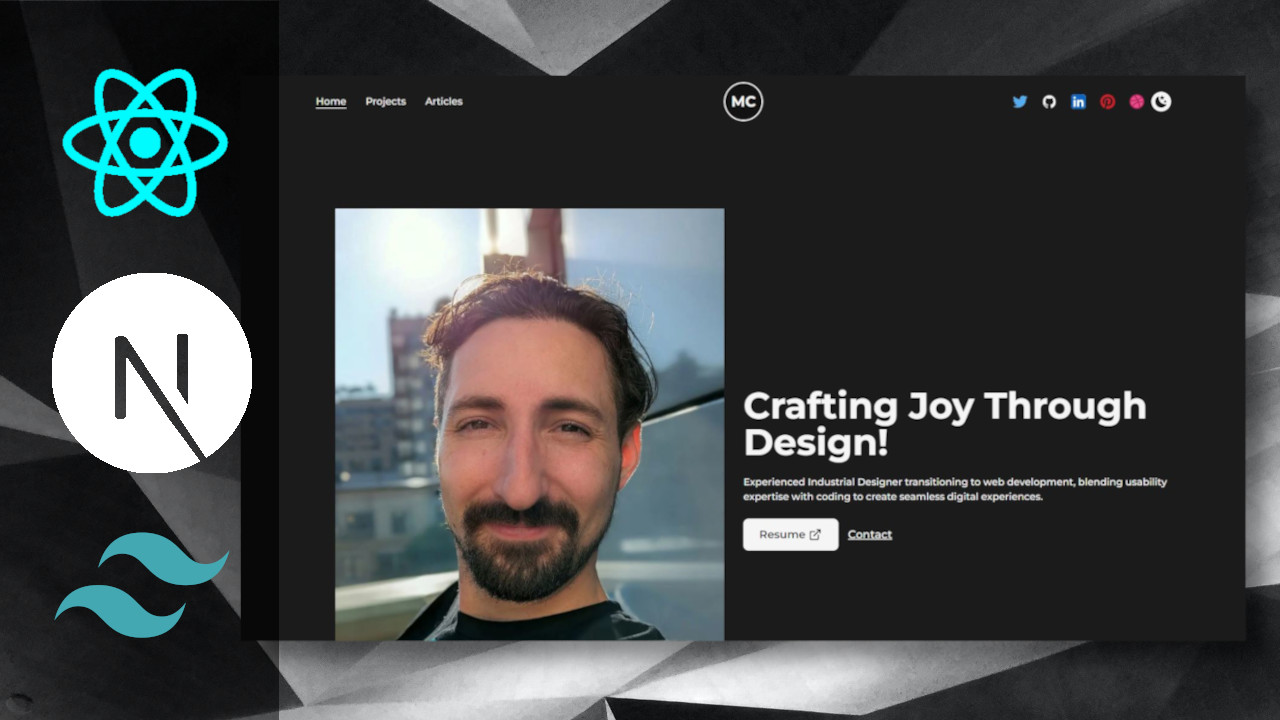 Home Projects Articles MC
Crafting Joy Through
Design!
Experienced Industrial Designer transitioning to web development, blending usability
expertise with coding to create seamless digital experiences.
Resume Contact
N
in